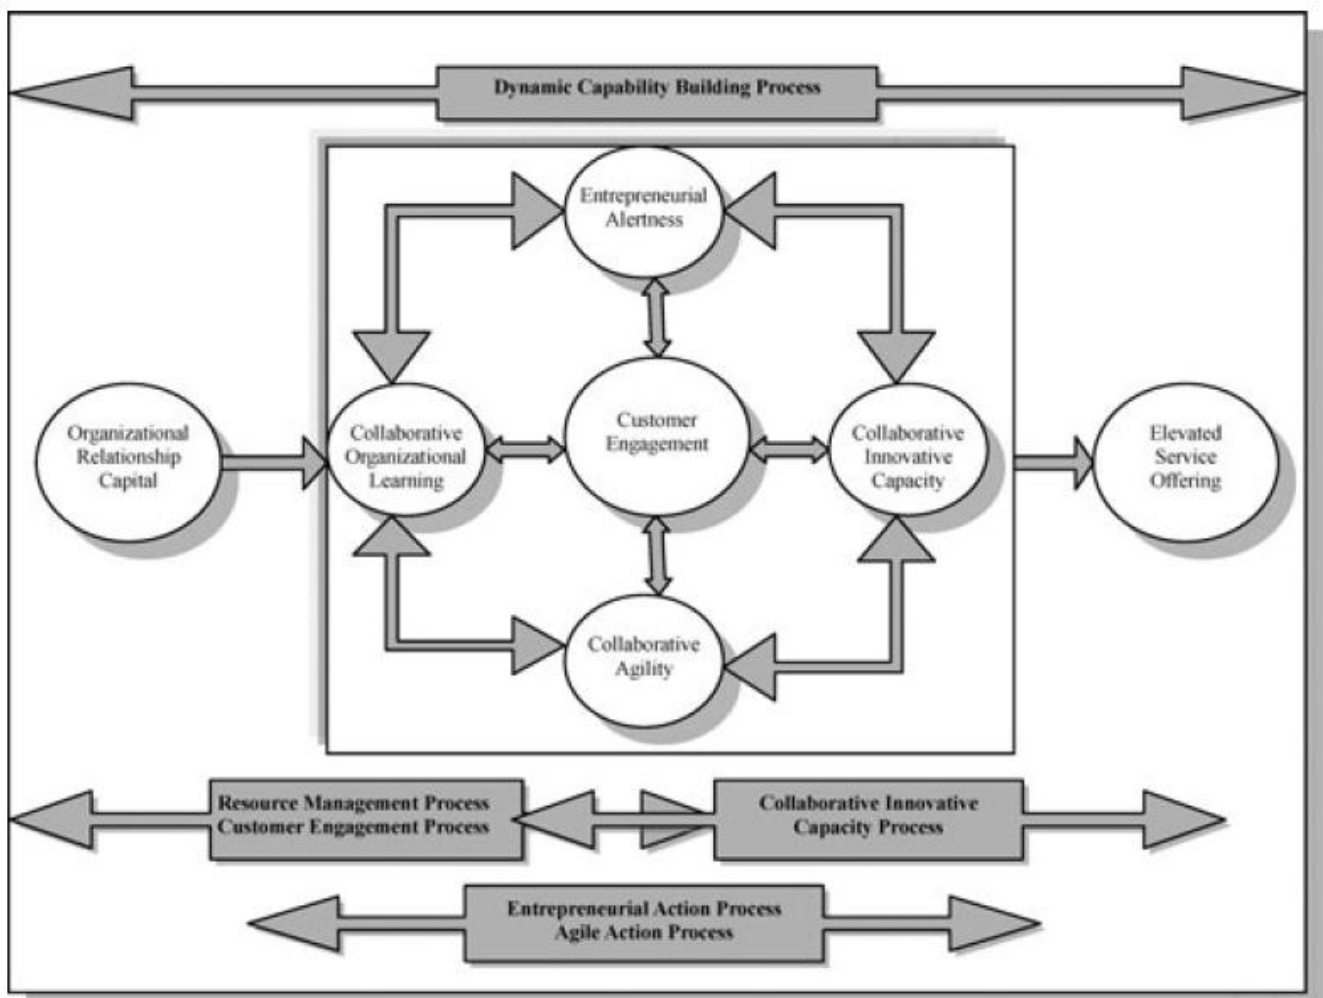 Dynamic Capability Building Process
Entrepreneurial
Alertness
Organizational
Relationship
Capital
Collaborative
Organizational
Learning
Customer
Engagement
Collaborative
Innovative
Capacity
Elevated
Service
Offering
Collaborative
Agility
Resource Management Process
Customer Engagement Process
Collaborative Innovative
Capacity Process
Entrepreneurial Action Process
Agile Action Process